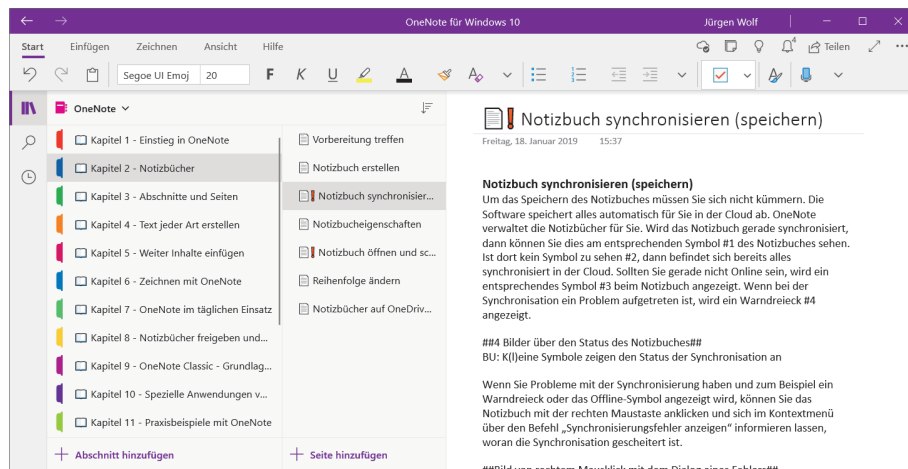 OneNote für Windows 10
Jürgen Wolf
Start Einfügen Zeichnen Ansicht Hilfe
4 Teilen
Segoe UI Emoj 20 F K U A
OneNote
Kapitel 1 - Einstieg in OneNote
Kapitel 2 - Notizbücher
Kapitel 3 - Abschnitte und Seiten
Kapitel 4 - Text jeder Art erstellen
Kapitel 5 - Weiter Inhalte einfügen
Kapitel 6 - Zeichnen mit OneNote
Kapitel 7 - OneNote im täglichen Einsatz
Kapitel 8 - Notizbücher freigeben und...
Kapitel 9 - OneNote Classic - Grundlag...
Kapitel 10 - Spezielle Anwendungen v...
Kapitel 11 - Praxisbeispiele mit OneNote
Abschnitt hinzufügen
Vorbereitung treffen
Notizbuch erstellen
Notizbuch synchronisier...
Notizbucheigenschaften
Notizbuch öffnen und sc...
Reihenfolge ändern
Notizbücher auf OneDriv...
Seite hinzufügen
Notizbuch synchronisieren (speichern)
Freitag, 18. Januar 2019 15:37
Notizbuch synchronisieren (speichern)
Um das Speichern des Notizbuches müssen Sie sich nicht kümmern. Die
Software speichert alles automatisch für Sie in der Cloud ab. OneNote
verwaltet die Notizbücher für Sie. Wird das Notizbuch gerade synchronisiert,
dann können Sie dies am entsprechenden Symbol #1 des Notizbuches sehen.
Ist dort kein Symbol zu sehen #2, dann befindet sich bereits alles
synchronisiert in der Cloud. Sollten Sie gerade nicht Online sein, wird ein
entsprechendes Symbol #3 beim Notizbuch angezeigt. Wenn bei der
Synchronisation ein Problem aufgetreten ist, wird ein Warndreieck #4
angezeigt.
##4 Bilder über den Status des Notizbuches##
BU: K(l)eine Symbole zeigen den Status der Synchronisation an
Wenn Sie Probleme mit der Synchronisierung haben und zum Beispiel ein
Warndreieck oder das Offline-Symbol angezeigt wird, können Sie das
Notizbuch mit der rechten Maustaste anklicken und sich im Kontextmenü
über den Befehl „Synchronisierungsfehler anzeigen“ informieren lassen,
woran die Synchronisation gescheitert ist.
##Bild von rechtem Mausklick mit dem Dialog eines Fehlers##